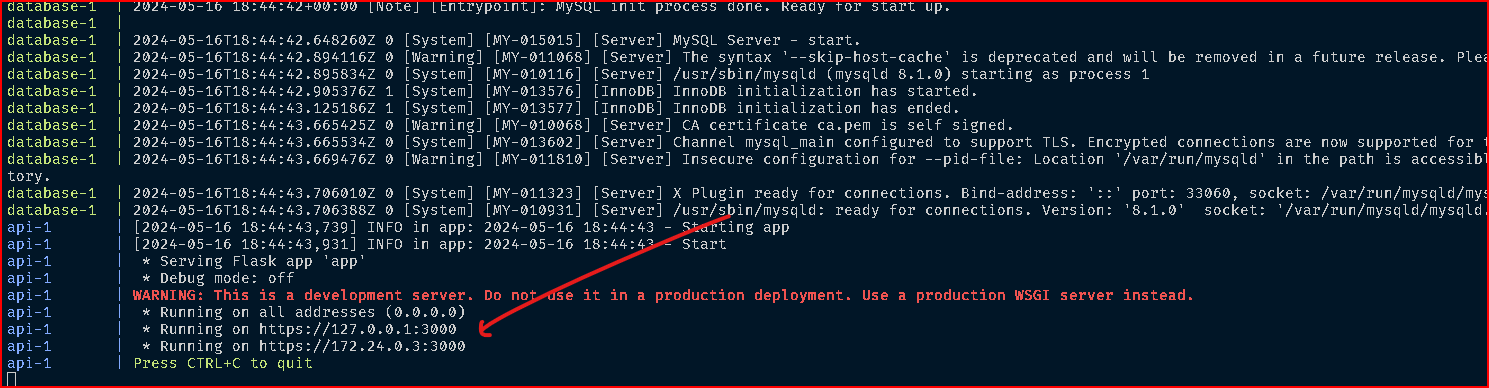 database-1  | 2024-05-16 18:44:42+00:00 [Note] [Entrypoint]: MySQL init process done. Ready for start up.
database-1  |
database-1  | 2024-05-16T18:44:42.648260Z 0 [System] [MY-015015] [Server] MySQL Server - start.
database-1  | 2024-05-16T18:44:42.894116Z 0 [Warning] [MY-011068] [Server] The syntax '--skip-host-cache' is deprecated and will be removed in a future release. Plea
database-1  | 2024-05-16T18:44:42.895834Z 0 [System] [MY-010116] [Server] /usr/sbin/mysqld (mysqld 8.1.0) starting as process 1
database-1  | 2024-05-16T18:44:42.905376Z 1 [System] [MY-013576] [InnoDB] InnoDB initialization has started.
database-1  | 2024-05-16T18:44:43.125186Z 1 [System] [MY-013577] [InnoDB] InnoDB initialization has ended.
database-1  | 2024-05-16T18:44:43.665425Z 0 [Warning] [MY-010068] [Server] CA certificate ca.pem is self signed.
database-1  | 2024-05-16T18:44:43.665534Z 0 [System] [MY-013602] [Server] Channel mysql_main configured to support TLS. Encrypted connections are now supported for t
database-1  | 2024-05-16T18:44:43.669476Z 0 [Warning] [MY-011810] [Server] Insecure configuration for --pid-file: Location '/var/run/mysqld' in the path is accessibl
tory.
database-1  | 2024-05-16T18:44:43.706010Z 0 [System] [MY-011323] [Server] X Plugin ready for connections. Bind-address: '::' port: 33060, socket: /var/run/mysqld/mys
database-1  | 2024-05-16T18:44:43.706388Z 0 [System] [MY-010931] [Server] /usr/sbin/mysqld: ready for connections. Version: '8.1.0'  socket: '/var/run/mysqld/mysqld.
api-1       | [2024-05-16 18:44:43,739] INFO in app: 2024-05-16 18:44:43 - Starting app
api-1       | [2024-05-16 18:44:43,931] INFO in app: 2024-05-16 18:44:43 - Start
api-1       |  * Serving Flask app 'app'
api-1       |  * Debug mode: off
api-1       | WARNING: This is a development server. Do not use it in a production deployment. Use a production WSGI server instead.
api-1       |  * Running on all addresses (0.0.0.0)
api-1       |  * Running on https://127.0.0.1:3000
api-1       |  * Running on https://172.24.0.3:3000
api-1       | Press CTRL+C to quit